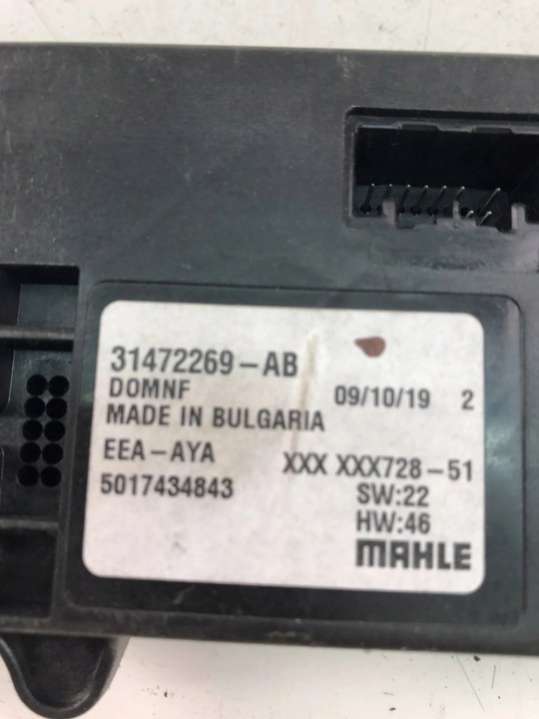 31472269-AB
DOMNF 09/10/19 2
MADE IN BULGARIA
EEA-AYA XXX XXX728-51
5017434843 SW:22
HW:46
MAHLE